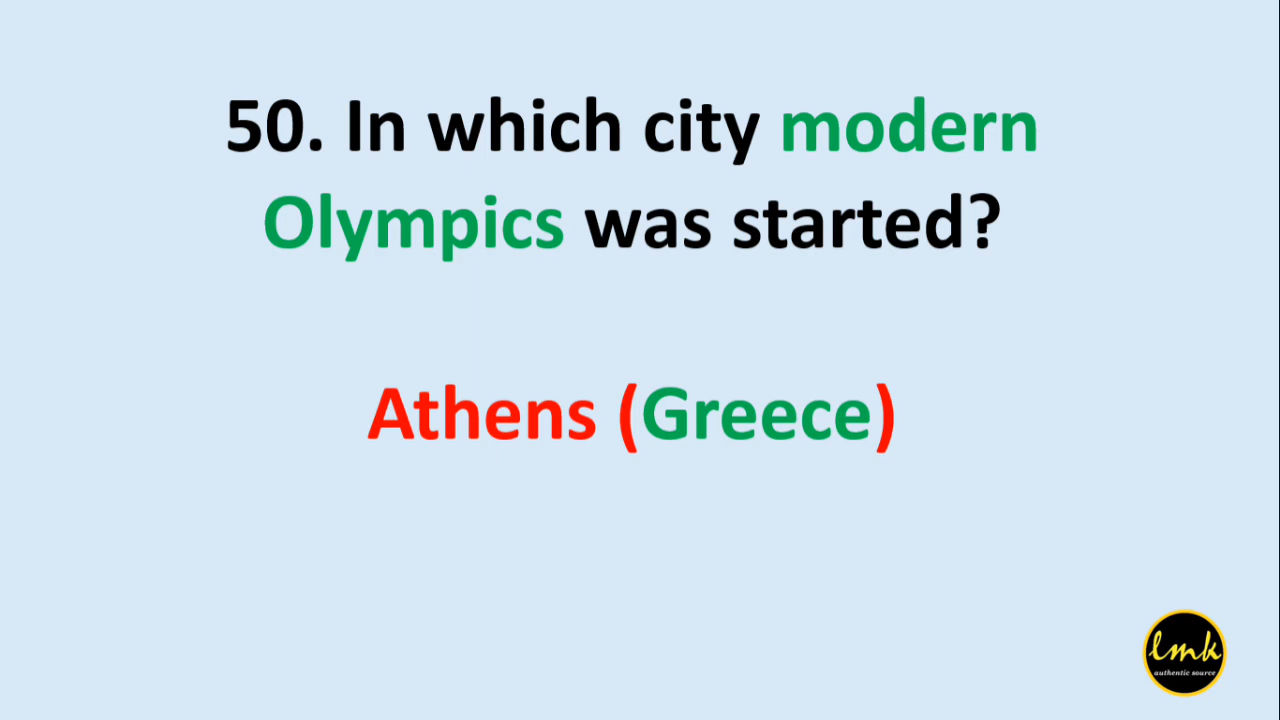 50. In which city modern
Olympics was started?
Athens (Greece)
lmk
authentic source